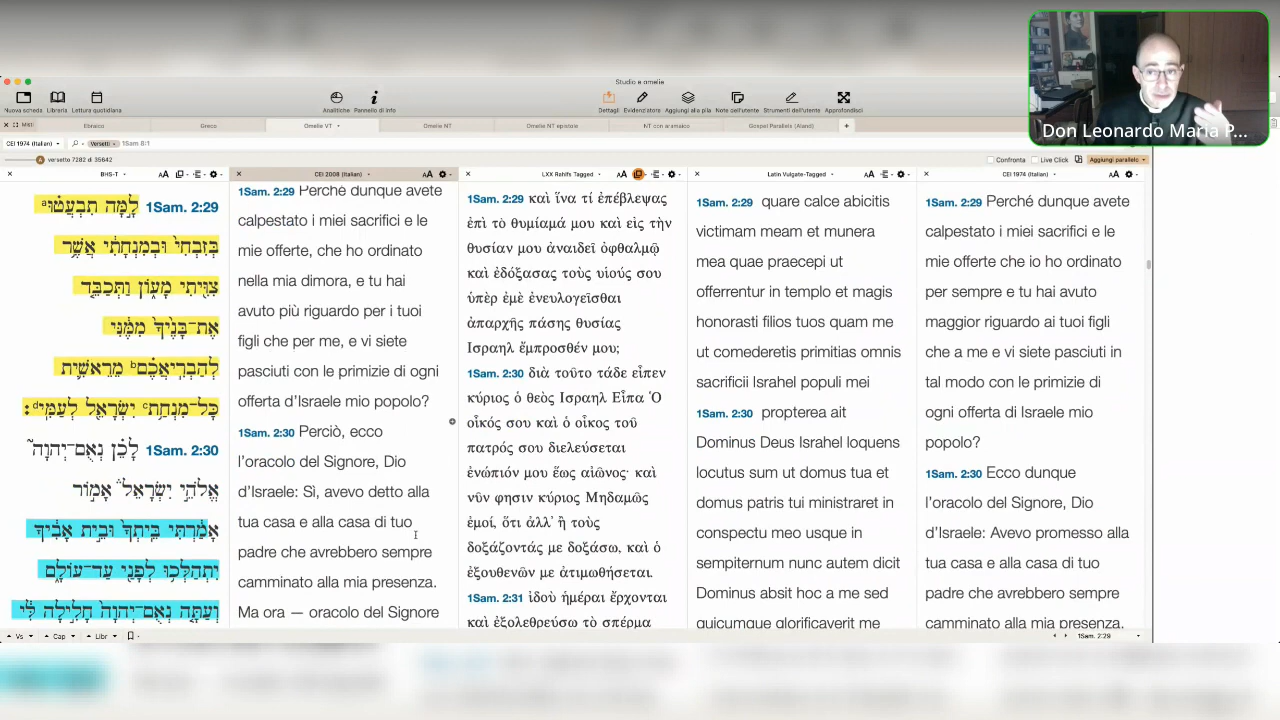 Studio e omelie
Nuova scheda
Libreria
Lettura quotidiana
Analitiche
Pannello di info
Dettagli
Evidenziatore
Aggiungi alla pila
Note dell'utente
Strumenti dell'utente
Approfondisci
Ebraico
Greco
Omelie VT
Omelie NT
Omelie NT epistole
NT con aramaico
Gospel Parallels (Aland)
CEI 1974 (Italian)
Versetti
1Sam 8:1
versetto 7282 di 35642
Confronta
Live Click
Aggiungi parallelo
BHS-T
CEI 2008 (Italian)
LXX Rahlfs Tagged
Latin Vulgate-Tagged
CEI 1974 (Italian)
1Sam. 2:29 לָ֣מָּה תִבְעֲט֗וּ a
בְּזִבְחִי֙ וּבְמִנְחָתִ֔י אֲשֶׁ֥ר
צִוִּ֖יתִי מָע֑וֹן וַתְּכַבֵּ֤ד
אֶת־בָּנֶ֙יךָ֙ מִמֶּ֔נִּי
לְהַבְרִֽיאֲכֶ֗ם b מֵרֵאשִׁ֛ית
כָּל־מִנְחַ֥ת c יִשְׂרָאֵ֖ל לְעַמִּֽי d׃
1Sam. 2:30 לָכֵ֗ן נְאֻם־יְהוָה֮
אֱלֹהֵ֣י יִשְׂרָאֵל֒ אָמ֣וֹר
אָמַ֔רְתִּי בֵּֽיתְךָ֙ וּבֵ֣ית אָבִ֔יךָ
יִתְהַלְּכ֥וּ לְפָנַ֖י עַד־עוֹלָ֑ם
וְעַתָּ֤ה נְאֻם־יְהוָה֙ חָלִ֣ילָה לִּ֔י
1Sam. 2:29 Perché dunque avete
calpestato i miei sacrifici e le
mie offerte, che ho ordinato
nella mia dimora, e tu hai
avuto più riguardo per i tuoi
figli che per me, e vi siete
pasciuti con le primizie di ogni
offerta d'Israele mio popolo?
1Sam. 2:30 Perciò, ecco
l'oracolo del Signore, Dio
d'Israele: Sì, avevo detto alla
tua casa e alla casa di tuo
padre che avrebbero sempre
camminato alla mia presenza.
Ma ora – oracolo del Signore
1Sam. 2:29 καὶ ἵνα τί ἐπέβλεψας
ἐπὶ τὸ θυμίαμά μου καὶ εἰς τὴν
θυσίαν μου ἀναιδεῖ ὀφθαλμῷ
καὶ ἐδόξασας τοὺς υἱούς σου
ὑπὲρ ἐμὲ ἐνευλογεῖσθαι
ἀπαρχῆς πάσης θυσίας
Ισραηλ ἔμπροσθέν μου;
1Sam. 2:30 διὰ τοῦτο τάδε εἶπεν
κύριος ὁ θεὸς Ισραηλ Εἶπα Ὁ
οἶκός σου καὶ ὁ οἶκος τοῦ
πατρός σου διελεύσεται
ἐνώπιόν μου ἕως αἰῶνος· καὶ
νῦν φησιν κύριος Μηδαμῶς
ἐμοί, ὅτι ἀλλ' ἢ τοὺς
δοξάζοντάς με δοξάσω, καὶ ὁ
ἐξουθενῶν με ἀτιμωθήσεται.
1Sam. 2:31 ἰδοὺ ἡμέραι ἔρχονται
καὶ ἐξολεθρεύσω τὸ σπέρμα
1Sam. 2:29 quare calce abicitis
victimam meam et munera
mea quae praecepi ut
offerrentur in templo et magis
honorasti filios tuos quam me
ut comederetis primitias omnis
sacrificii Israhel populi mei
1Sam. 2:30 propterea ait
Dominus Deus Israhel loquens
locutus sum ut domus tua et
domus patris tui ministraret in
conspectu meo usque in
sempiternum nunc autem dicit
Dominus absit hoc a me sed
quicumque glorificaverit me
1Sam. 2:29 Perché dunque avete
calpestato i miei sacrifici e le
mie offerte che io ho ordinato
per sempre e tu hai avuto
maggior riguardo ai tuoi figli
che a me e vi siete pasciuti in
tal modo con le primizie di
ogni offerta di Israele mio
popolo?
1Sam. 2:30 Ecco dunque
l'oracolo del Signore, Dio
d'Israele: Avevo promesso alla
tua casa e alla casa di tuo
padre che avrebbero sempre
camminato alla mia presenza.
Vs
Cap
Libr
1Sam. 2:29
Don Leonardo Maria P...